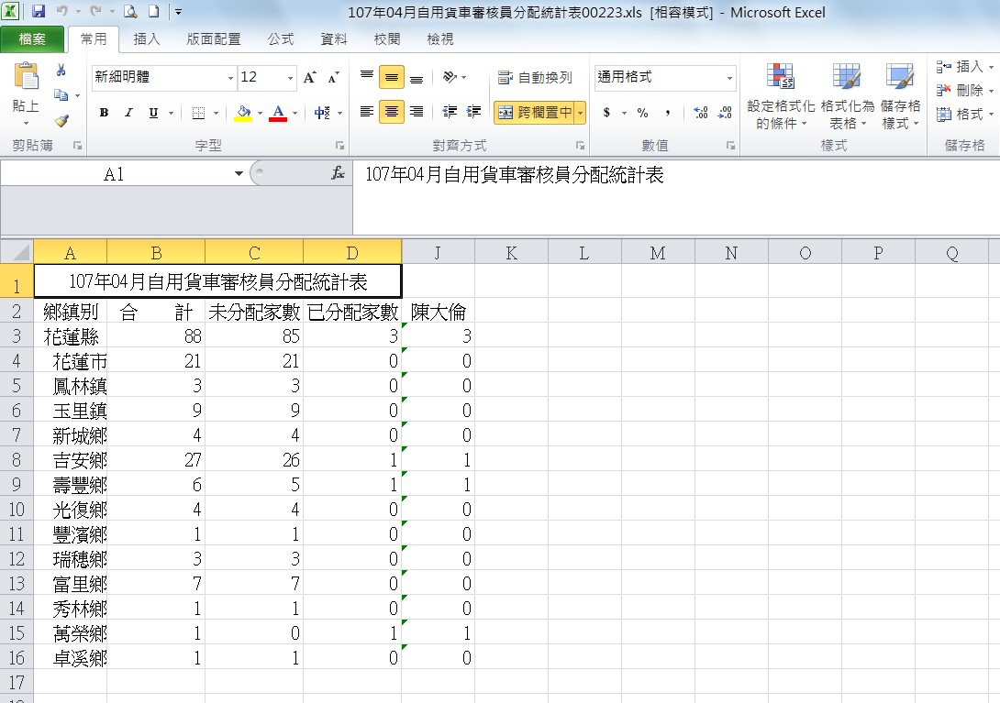 107年04月自用貨車審核員分配統計表00223.xls [相容模式] - Microsoft Excel
檔案 常用 插入 版面配置 公式 資料 校閱 檢視
貼上
剪貼簿
新細明體 12 A A
B I U A 中
字型
自動換列
跨欄置中
對齊方式
通用格式
$ % , .00 .00
數值
設定格式化的條件
格式化為表格
儲存格樣式
樣式
插入
刪除
格式
儲存格
A1 fx 107年04月自用貨車審核員分配統計表
A B C D J K L M N O P Q
1 107年04月自用貨車審核員分配統計表
2 鄉鎮別 合 計 未分配家數 已分配家數 陳大倫
3 花蓮縣 88 85 3 3
4 花蓮市 21 21 0 0
5 鳳林鎮 3 3 0 0
6 玉里鎮 9 9 0 0
7 新城鄉 4 4 0 0
8 吉安鄉 27 26 1 1
9 壽豐鄉 6 5 1 1
10 光復鄉 4 4 0 0
11 豐濱鄉 1 1 0 0
12 瑞穗鄉 3 3 0 0
13 富里鄉 7 7 0 0
14 秀林鄉 1 1 0 0
15 萬榮鄉 1 0 1 1
16 卓溪鄉 1 1 0 0
17